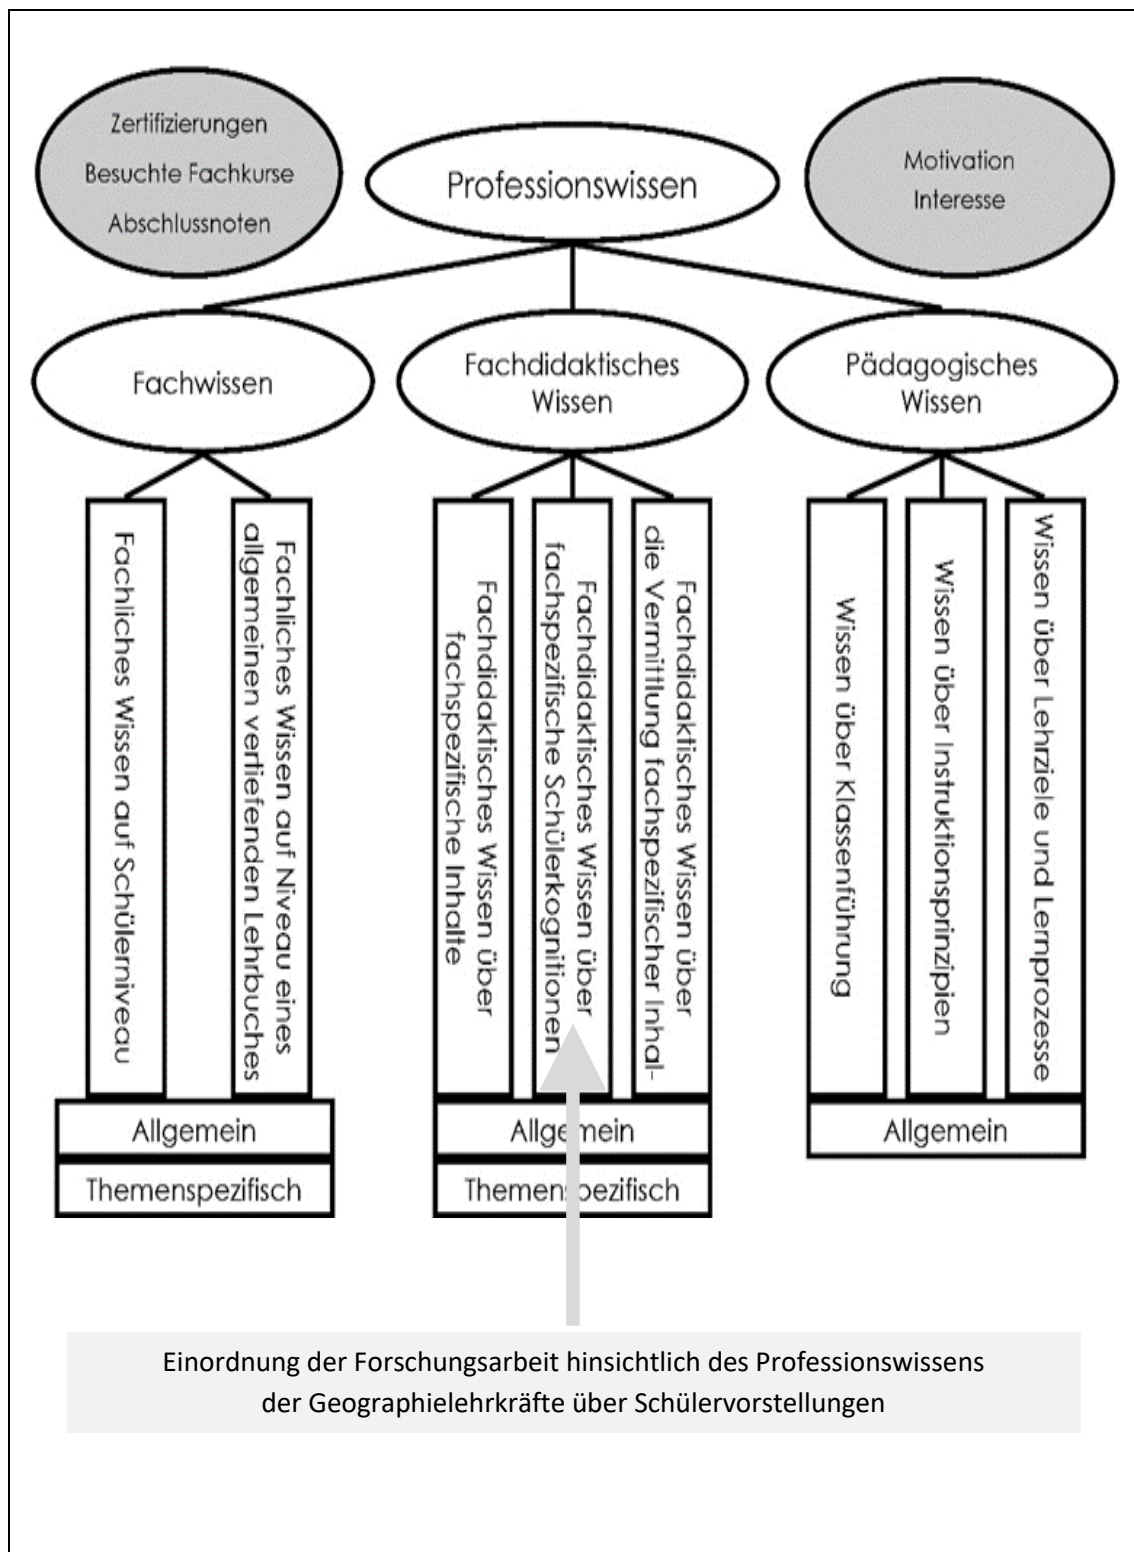 Zertifizierungen
Besuchte Fachkurse
Abschlussnoten
Professionswissen
Motivation
Interesse
Fachwissen
Fachdidaktisches
Wissen
Pädagogisches
Wissen
Fachliches Wissen auf Schülerniveau
Fachliches Wissen auf Niveau eines
allgemeinen vertiefenden Lehrbuches
Fachdidaktisches Wissen über
fachspezifische Inhalte
Fachdidaktisches Wissen über
fachspezifische Schülerkognitionen
Fachdidaktisches Wissen über
die Vermittlung fachspezifischer Inhal-
Wissen über Klassenführung
Wissen über Instruktionsprinzipien
Wissen über Lehrziele und Lernprozesse
Allgemein
Themenspezifisch
Allgemein
Themenspezifisch
Allgemein
Einordnung der Forschungsarbeit hinsichtlich des Professionswissens
der Geographielehrkräfte über Schülervorstellungen